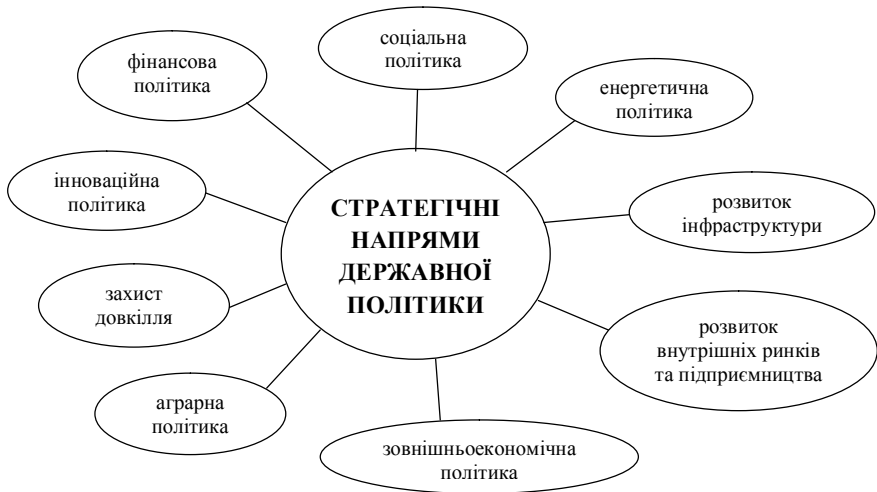 соціальна
політика
фінансова
політика
енергетична
політика
інноваційна
політика
СТРАТЕГІЧНІ
НАПРЯМИ
ДЕРЖАВНОЇ
ПОЛІТИКИ
розвиток
інфраструктури
захист
довкілля
розвиток
внутрішніх ринків
та підприємництва
аграрна
політика
зовнішньоекономічна
політика